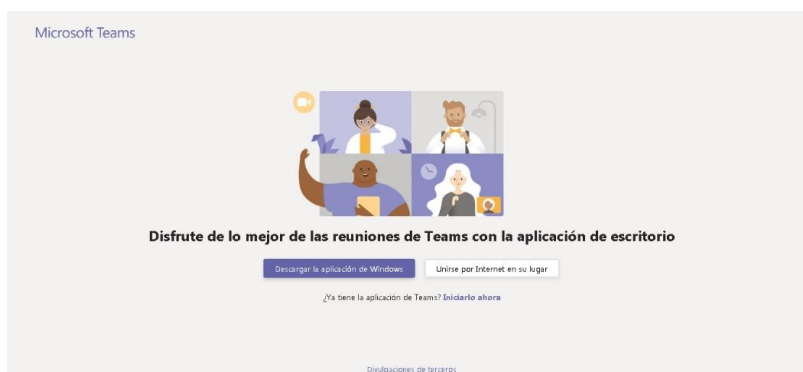 Microsoft Teams
Disfrute de lo mejor de las reuniones de Teams con la aplicación de escritorio
Descargar la aplicación de Windows
Unirse por Internet en su lugar
¿Ya tiene la aplicación de Teams? Iniciarlo ahora
Divulgaciones de terceros